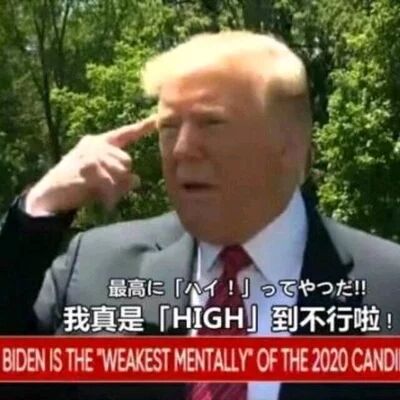 最高に「ハイ！」ってやつだ!!
我真是「HIGH」到不行啦！
BIDEN IS THE "WEAKEST MENTALLY" OF THE 2020 CANDI